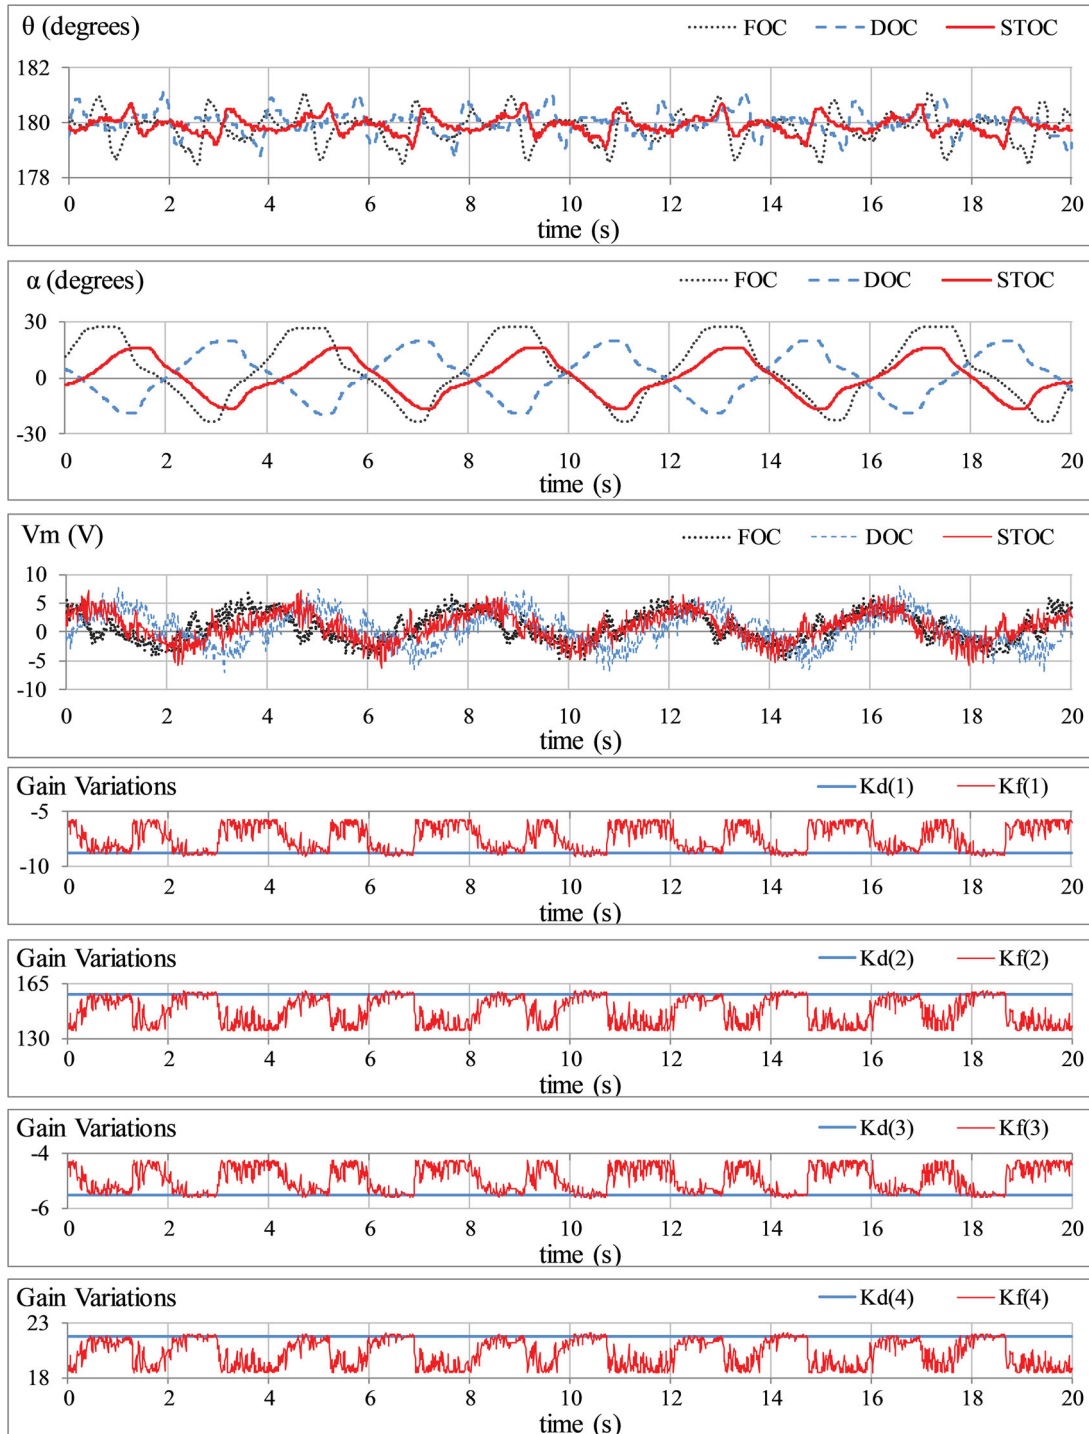 θ (degrees)
FOC DOC STOC
182
180
178
0 2 4 6 8 10 12 14 16 18 20
time (s)
α (degrees)
FOC DOC STOC
30
0
-30
0 2 4 6 8 10 12 14 16 18 20
time (s)
Vm (V)
FOC DOC STOC
10
5
0
-5
-10
0 2 4 6 8 10 12 14 16 18 20
time (s)
Gain Variations
Kd(1) Kf(1)
-5
-10
0 2 4 6 8 10 12 14 16 18 20
time (s)
Gain Variations
Kd(2) Kf(2)
165
130
0 2 4 6 8 10 12 14 16 18 20
time (s)
Gain Variations
Kd(3) Kf(3)
-4
-6
0 2 4 6 8 10 12 14 16 18 20
time (s)
Gain Variations
Kd(4) Kf(4)
23
18
0 2 4 6 8 10 12 14 16 18 20
time (s)